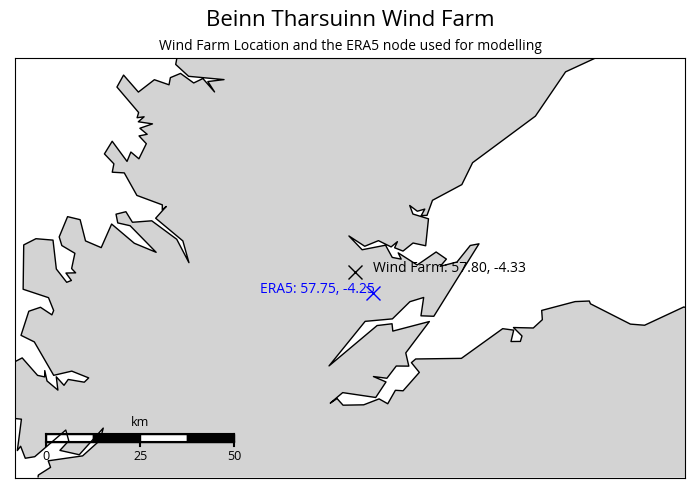 Beinn Tharsuinn Wind Farm
Wind Farm Location and the ERA5 node used for modelling
Wind Farm: 57.80, -4.33
ERA5: 57.75, -4.25
km
0 25 50